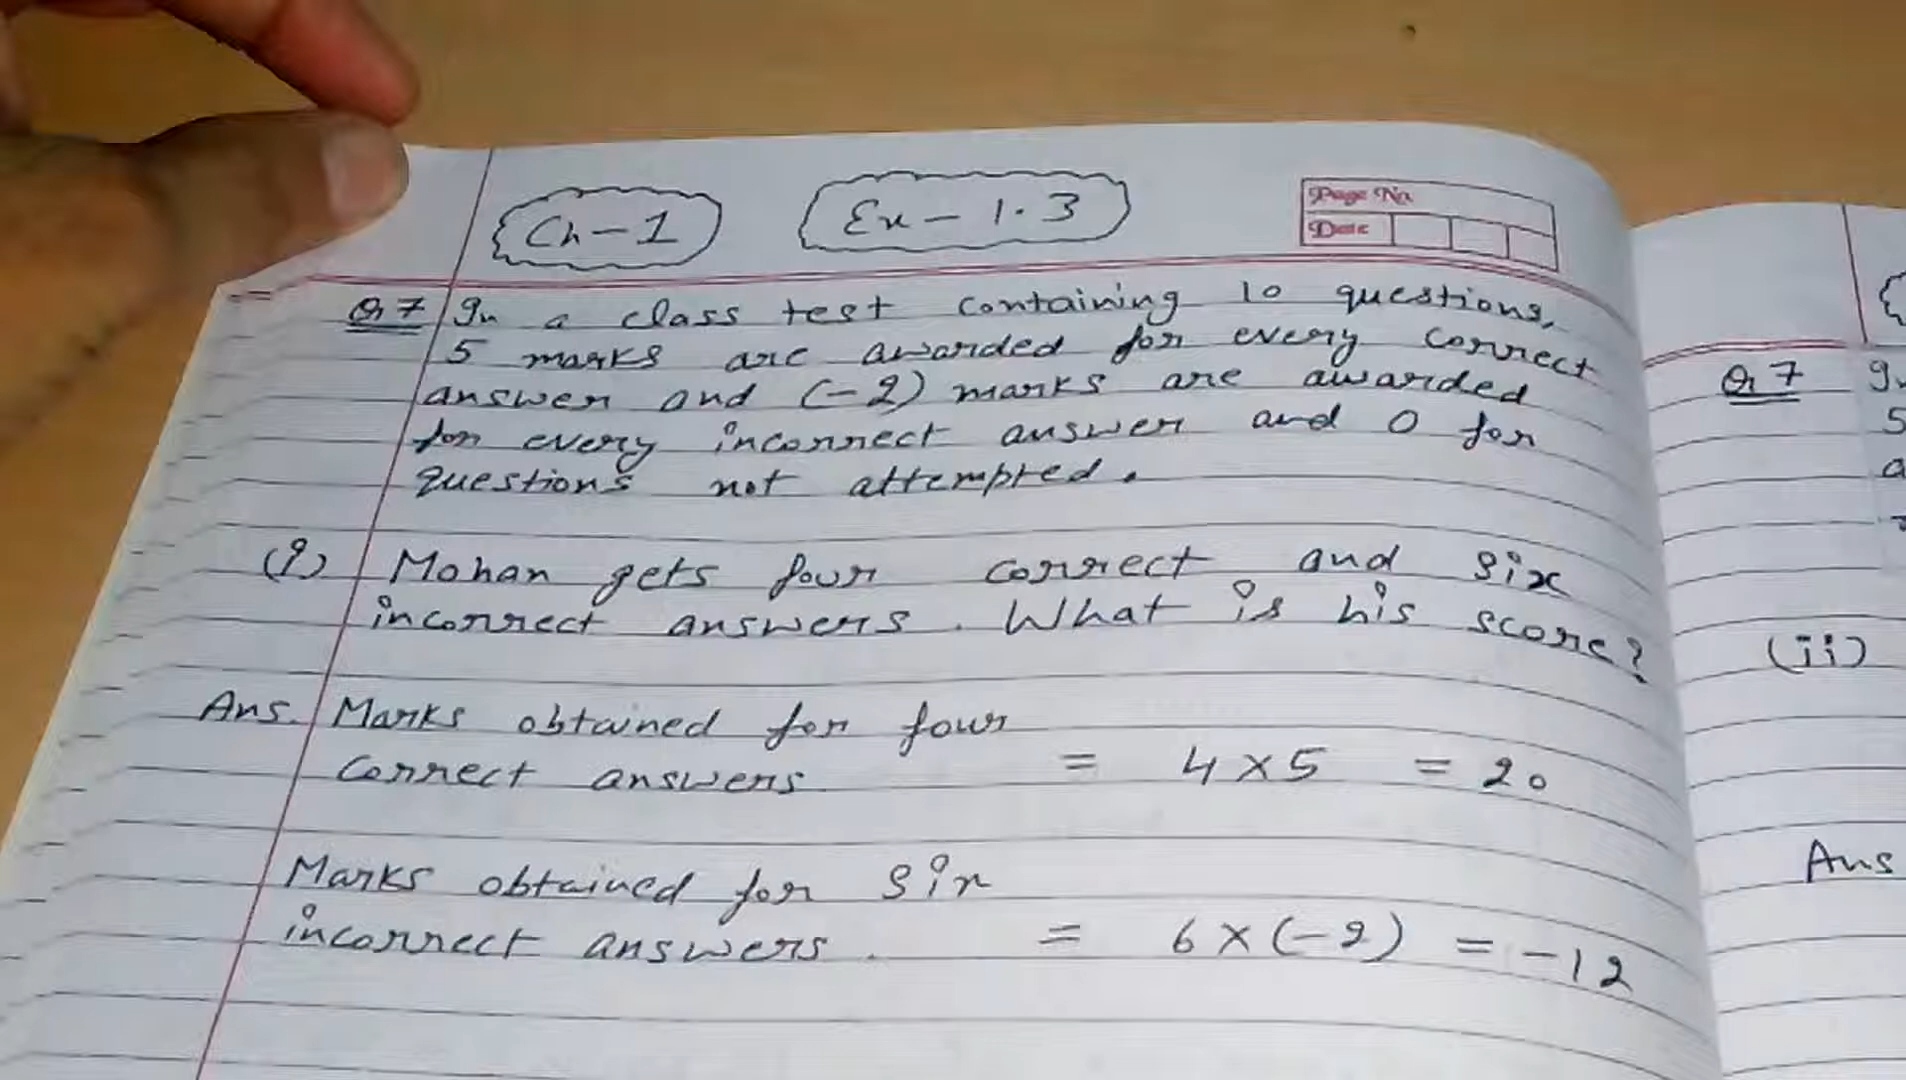 Ch-1 Ex-1.3
Page No.
Date
Q7 In a class test containing 10 questions,
5 marks are awarded for every correct
answer and (-2) marks are awarded
for every incorrect answer and 0 for
questions not attempted.
(i) Mohan gets four correct and six
incorrect answers. What is his score?
Ans. Marks obtained for four
correct answers = 4×5 = 20
Marks obtained for six
incorrect answers. = 6×(-2) = -12
Q7
5
a
(ii)
Ans